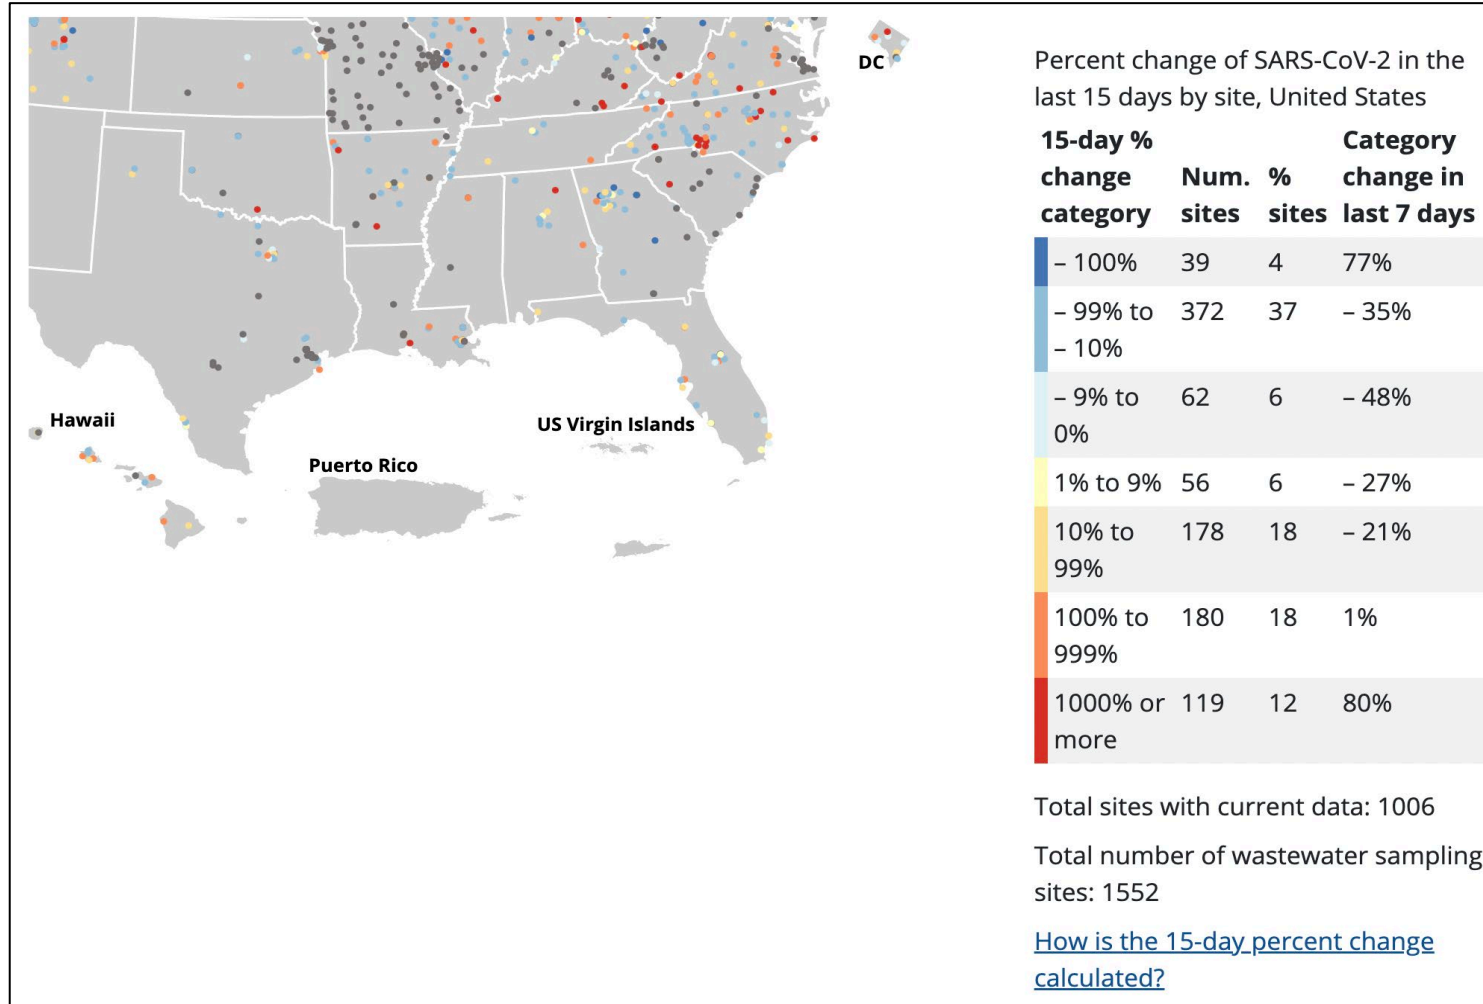 DC
Hawaii
US Virgin Islands
Puerto Rico
Percent change of SARS-CoV-2 in the
last 15 days by site, United States
15-day %
change
category
Num.
sites
%
sites
Category
change in
last 7 days
– 100% 39 4 77%
– 99% to 372 37 – 35%
– 10%
– 9% to 62 6 – 48%
0%
1% to 9% 56 6 – 27%
10% to 178 18 – 21%
99%
100% to 180 18 1%
999%
1000% or 119 12 80%
more
Total sites with current data: 1006
Total number of wastewater sampling
sites: 1552
How is the 15-day percent change
calculated?